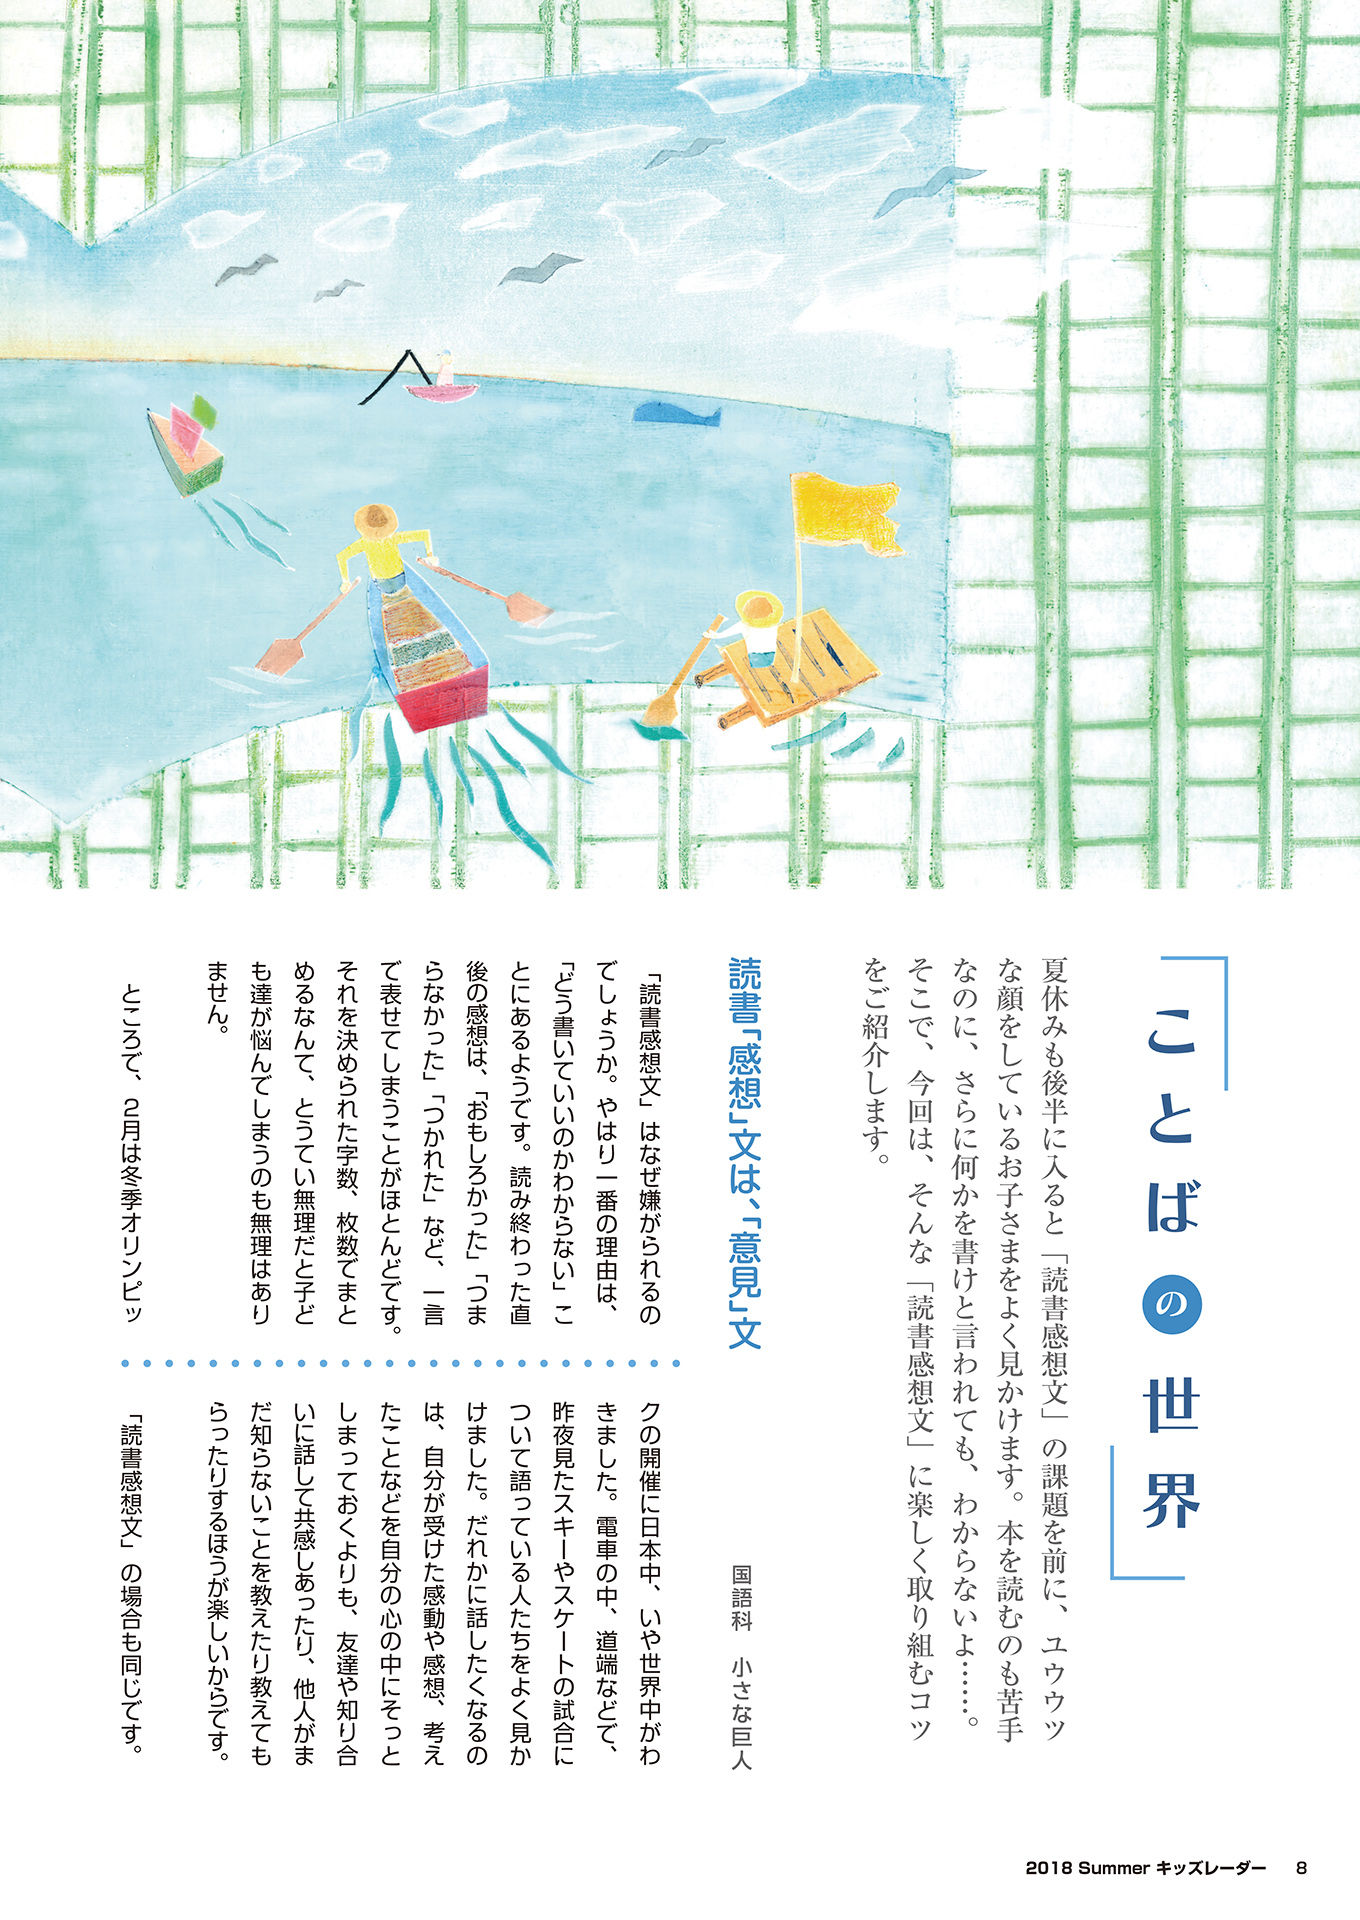 ことばの世界
夏休みも後半に入ると「読書感想文」の課題を前に、ユウウツ
な顔をしているお子さまをよく見かけます。本を読むのも苦手
なのに、さらに何かを書けと言われても、わからないよ……。
そこで、今回は、そんな「読書感想文」に楽しく取り組むコツ
をご紹介します。
読書「感想」文は、「意見」文
国語科　小さな巨人
「読書感想文」はなぜ嫌がられるの
でしょうか。やはり一番の理由は、
「どう書いていいのかわからない」こ
とにあるようです。読み終わった直
後の感想は、「おもしろかった」「つま
らなかった」「つかれた」など、一言
で表せてしまうことがほとんどです。
それを決められた字数、枚数でまと
めるなんて、とうてい無理だと子ど
も達が悩んでしまうのも無理はあり
ません。
ところで、2月は冬季オリンピッ
クの開催に日本中、いや世界中がわ
きました。電車の中、道端などで、
昨夜見たスキーやスケートの試合に
ついて語っている人たちをよく見か
けました。だれかに話したくなるの
は、自分が受けた感動や感想、考え
たことなどを自分の心の中にそっと
しまっておくよりも、友達や知り合
いに話して共感しあったり、他人がま
だ知らないことを教えたり教えても
らったりするほうが楽しいからです。
「読書感想文」の場合も同じです。
2018 Summer キッズレーダー　8